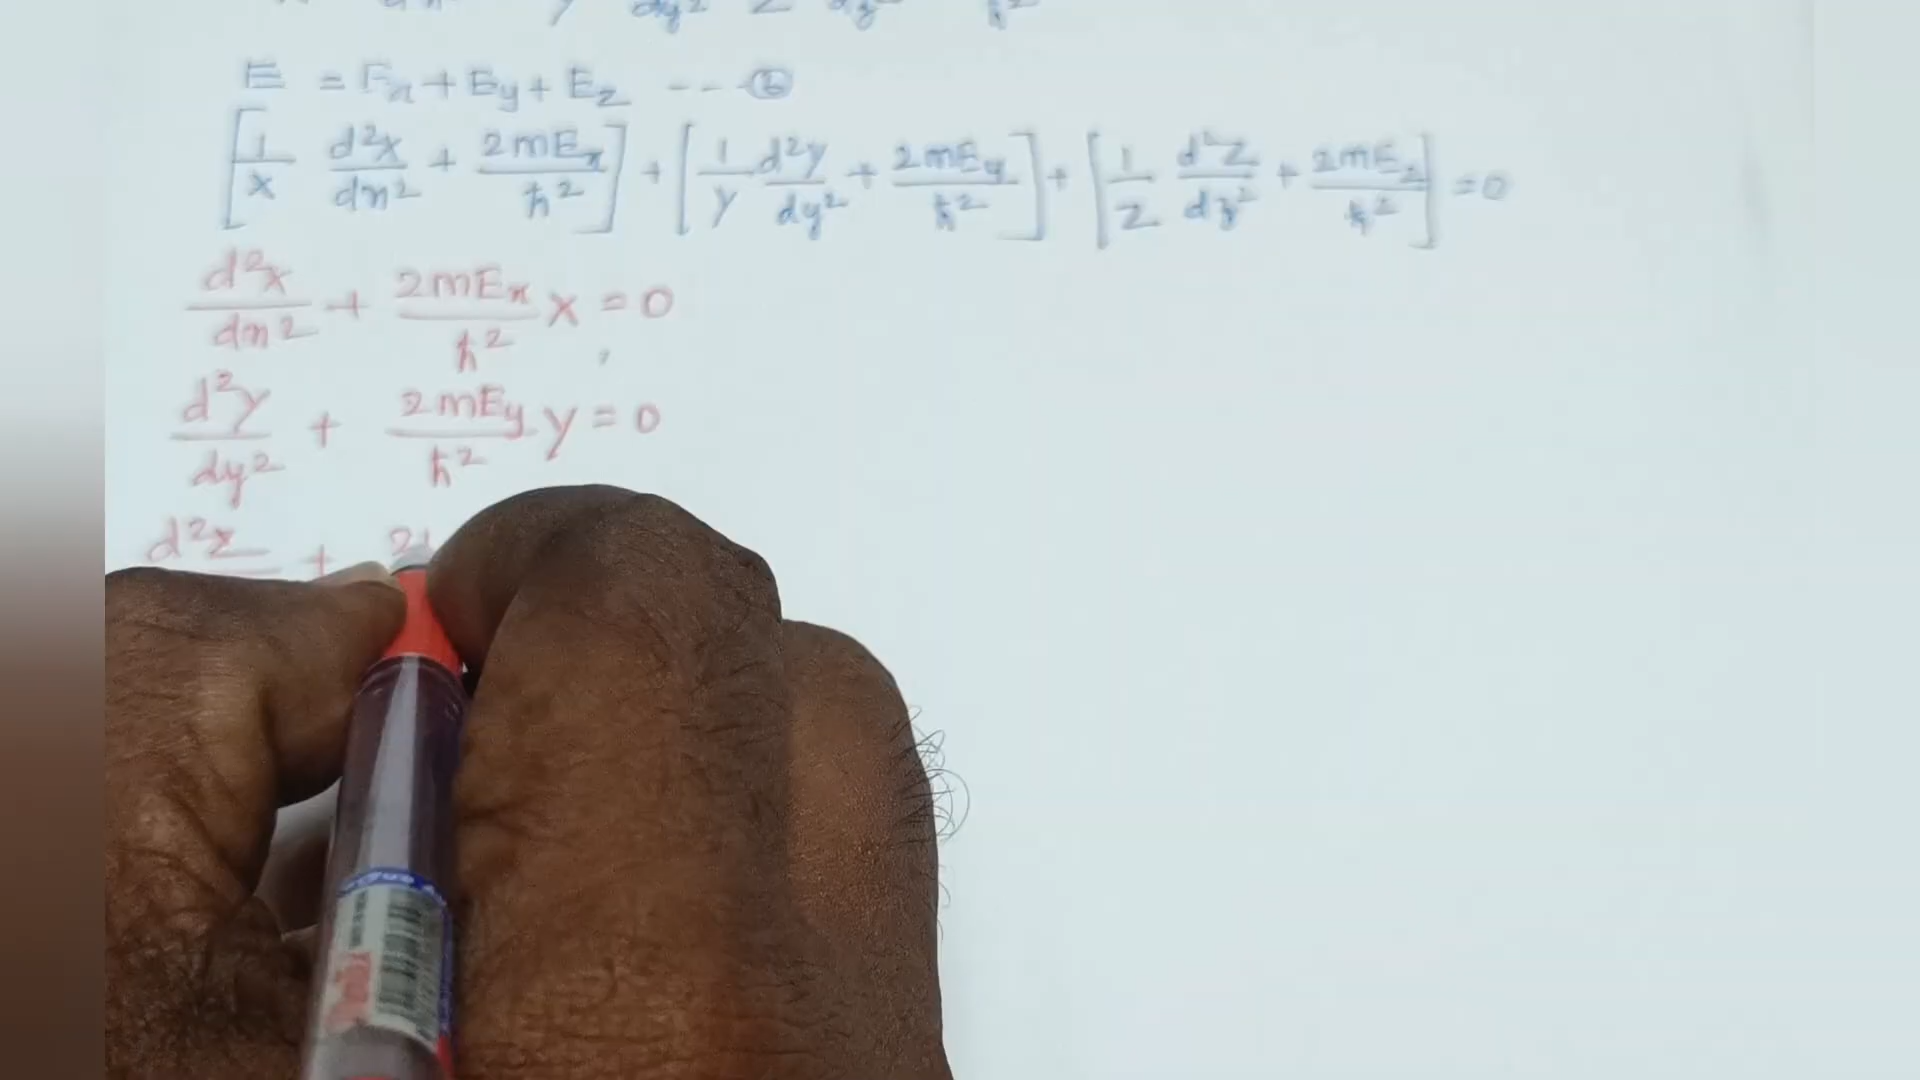 E = Ex + Ey + Ez ---⑥
[1/x d²x/dx² + 2mEx/ħ²] + [1/y d²y/dy² + 2mEy/ħ²] + [1/z d²z/dz² + 2mEz/ħ²] = 0
d²x/dx² + 2mEx/ħ² x = 0
d²y/dy² + 2mEy/ħ² y = 0
d²z + 2